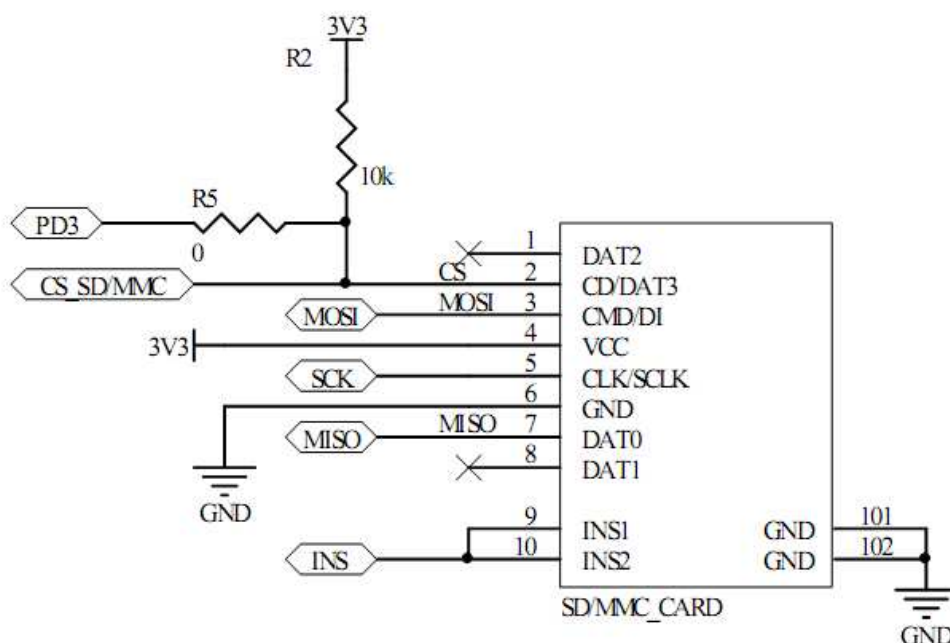 3V3
R2
10k
R5
PD3
0
CS_SD/MMC
CS
MOSI
MOSI
3V3
SCK
MISO
MISO
GND
INS
1 DAT2
2 CD/DAT3
3 CMD/DI
4 VCC
5 CLK/SCLK
6 GND
7 DAT0
8 DAT1
9 INS1
10 INS2
GND 101
GND 102
SD/MMC_CARD
GND